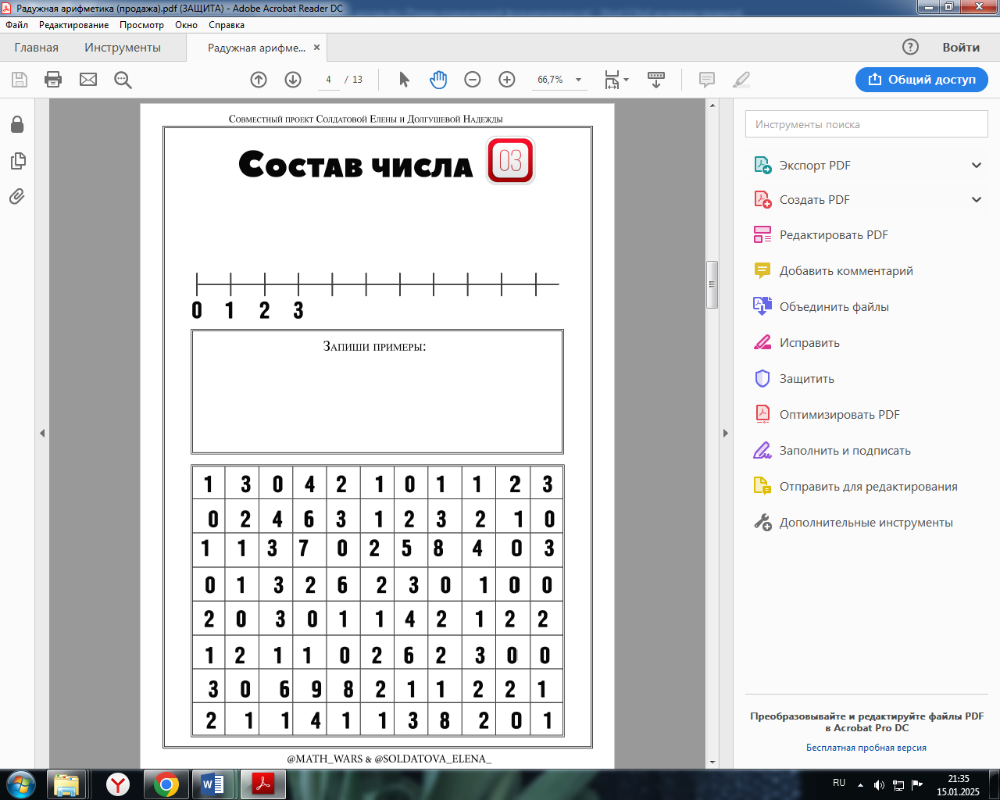 Радужная арифметика (продажа).pdf (ЗАЩИТА) - Adobe Acrobat Reader DC
Файл Редактирование Просмотр Окно Справка
Главная Инструменты Радужная арифме... × Войти
4 / 13 66,7% Общий доступ
Совместный проект Солдатовой Елены и Долгушевой Надежды
Состав числа 03
0 1 2 3
Запиши примеры:
1 3 0 4 2 1 0 1 1 2 3
0 2 4 6 3 1 2 3 2 1 0
1 1 3 7 0 2 5 8 4 0 3
0 1 3 2 6 2 3 0 1 0 0
2 0 3 0 1 1 4 2 1 2 2
1 2 1 1 0 2 6 2 3 0 0
3 0 6 9 8 2 1 1 2 2 1
2 1 1 4 1 1 3 8 2 0 1
@MATH_WARS & @SOLDATOVA_ELENA_
Инструменты поиска
Экспорт PDF
Создать PDF
Редактировать PDF
Добавить комментарий
Объединить файлы
Исправить
Защитить
Оптимизировать PDF
Заполнить и подписать
Отправить для редактирования
Дополнительные инструменты
Преобразовывайте и редактируйте файлы PDF
в Acrobat Pro DC
Бесплатная пробная версия
RU
21:35
15.01.2025